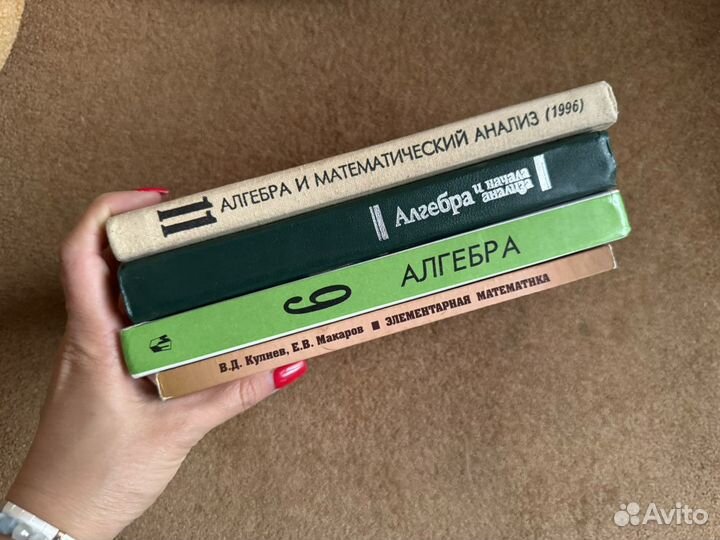 11 АЛГЕБРА И МАТЕМАТИЧЕСКИЙ АНАЛИЗ (1996)
Алгебра и начала анализа
9 АЛГЕБРА
В.Д. Кулиев, Е.В. Макаров ЭЛЕМЕНТАРНАЯ МАТЕМАТИКА
Avito